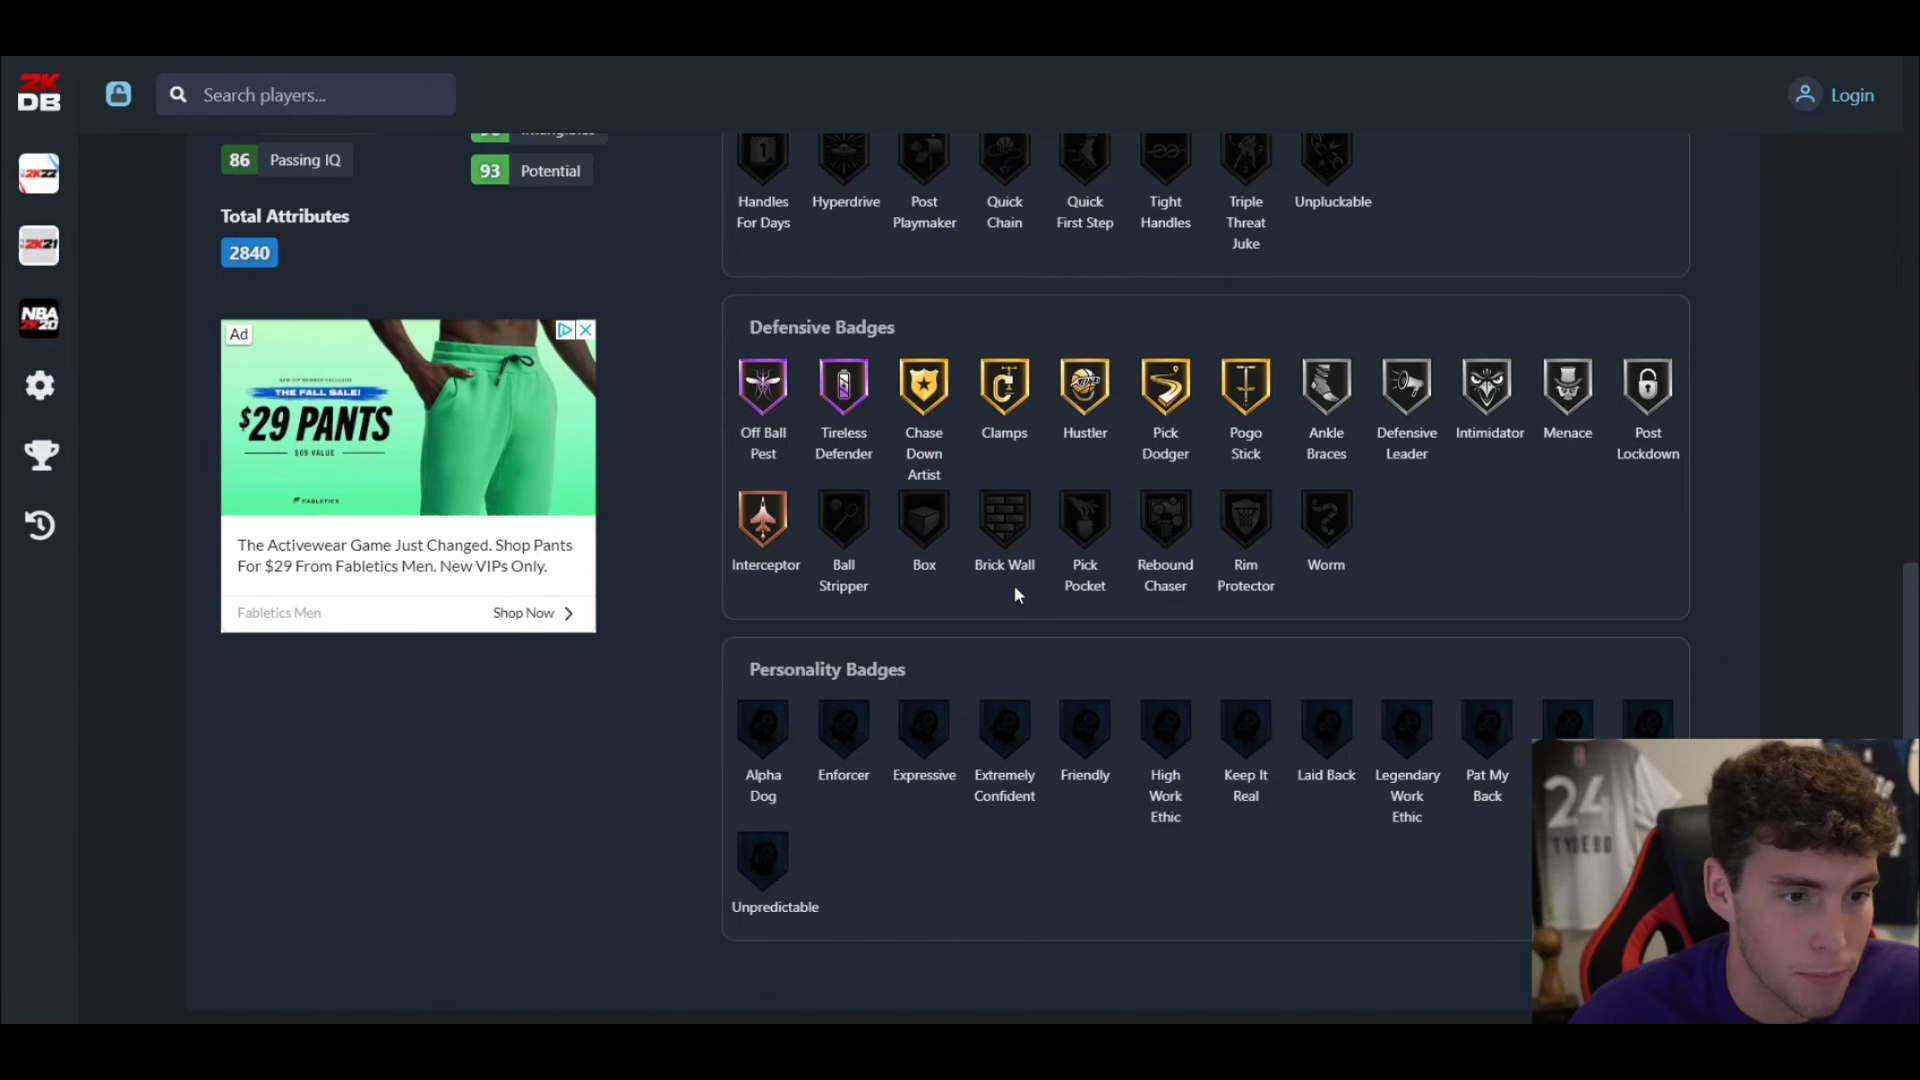 2K
DB
Search players...
Login
2K22
2K21
NBA
2K20
86 Passing IQ
Intangibles
93 Potential
Total Attributes
2840
Handles
For Days
Hyperdrive
Post
Playmaker
Quick
Chain
Quick
First Step
Tight
Handles
Triple
Threat
Juke
Unpluckable
Ad
THE FALL SALE!
$29 PANTS
$69 VALUE
FABLETICS
The Activewear Game Just Changed. Shop Pants
For $29 From Fabletics Men. New VIPs Only.
Fabletics Men
Shop Now
Defensive Badges
Off Ball
Pest
Tireless
Defender
Chase
Down
Artist
Clamps
Hustler
Pick
Dodger
Pogo
Stick
Ankle
Braces
Defensive
Leader
Intimidator
Menace
Post
Lockdown
Interceptor
Ball
Stripper
Box
Brick Wall
Pick
Pocket
Rebound
Chaser
Rim
Protector
Worm
Personality Badges
Alpha
Dog
Enforcer
Expressive
Extremely
Confident
Friendly
High
Work
Ethic
Keep It
Real
Laid Back
Legendary
Work
Ethic
Pat My
Back
Unpredictable
24